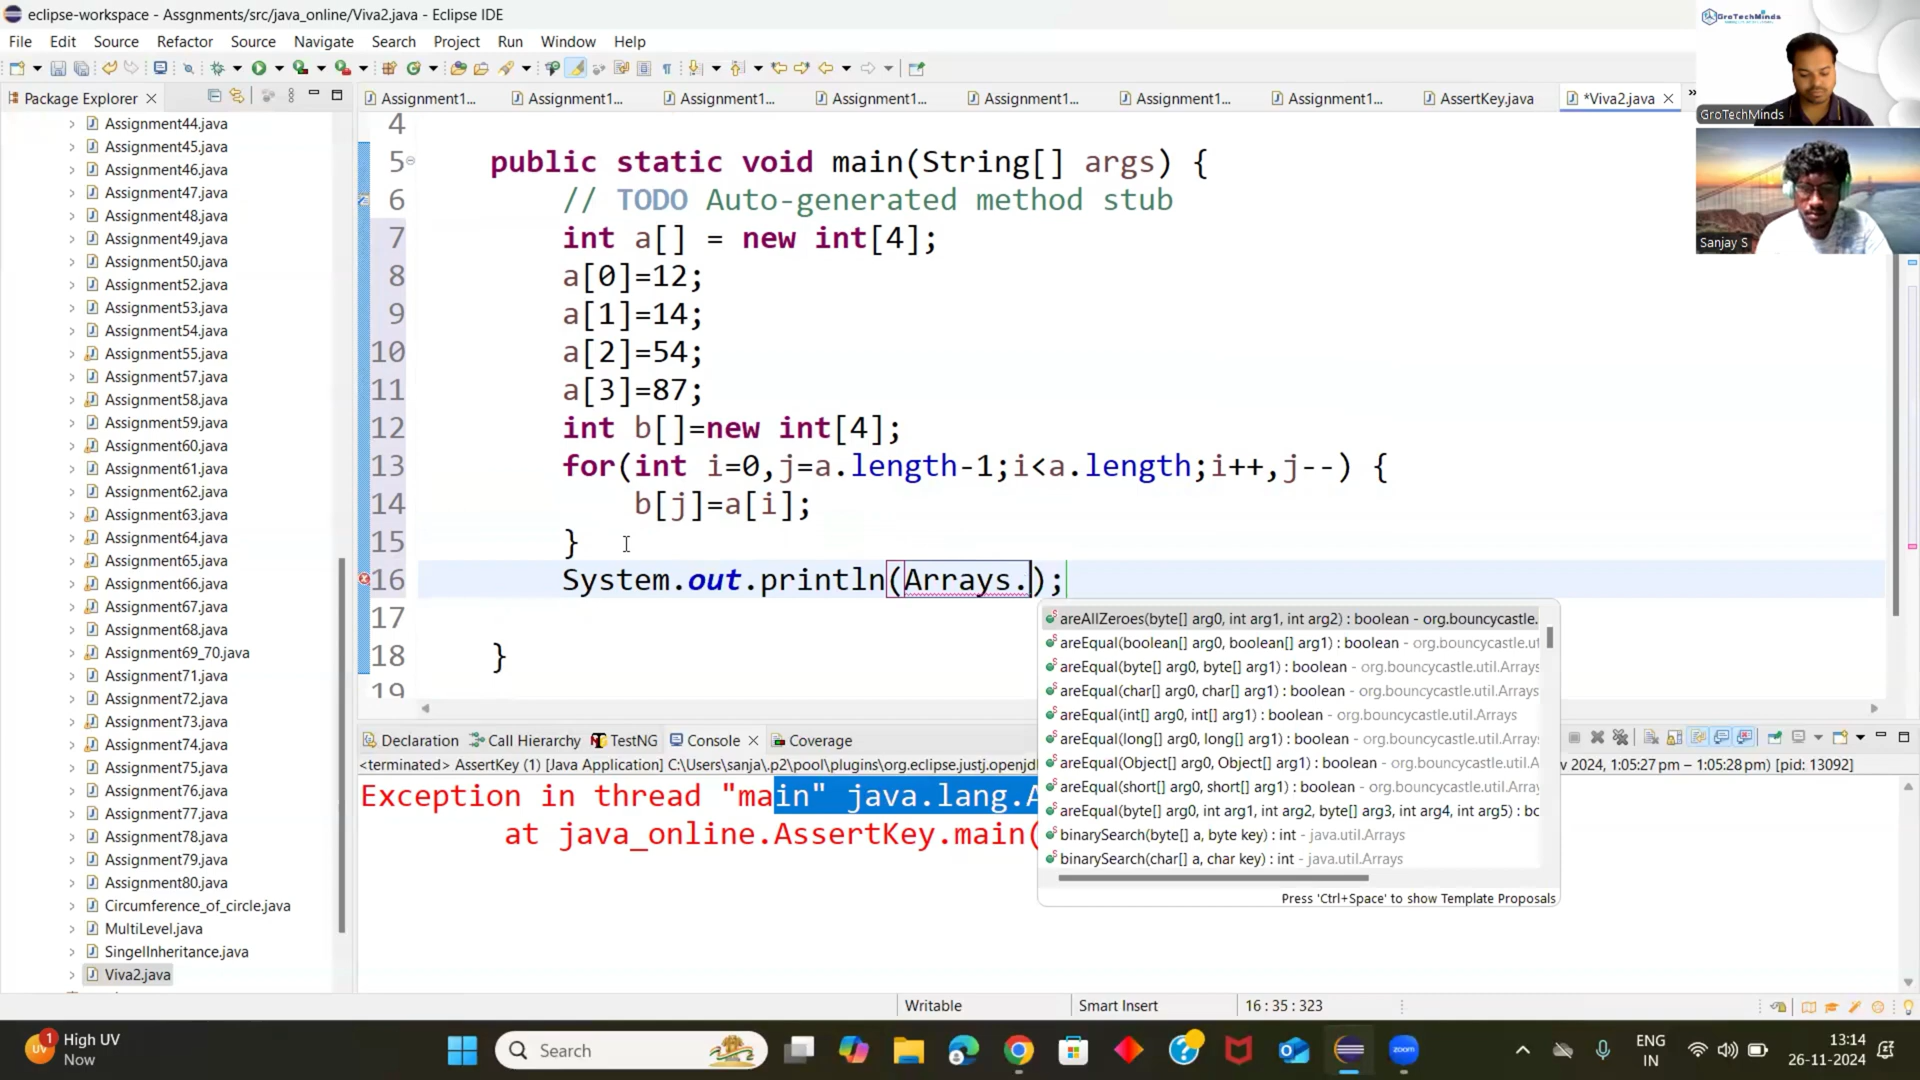 eclipse-workspace - Assgnments/src/java_online/Viva2.java - Eclipse IDE
GroTechMinds
File Edit Source Refactor Source Navigate Search Project Run Window Help
Package Explorer
Assignment1... Assignment1... Assignment1... Assignment1... Assignment1... Assignment1... Assignment1... AssertKey.java *Viva2.java
GroTechMinds
Sanjay S
Assignment44.java
Assignment45.java
Assignment46.java
Assignment47.java
Assignment48.java
Assignment49.java
Assignment50.java
Assignment52.java
Assignment53.java
Assignment54.java
Assignment55.java
Assignment57.java
Assignment58.java
Assignment59.java
Assignment60.java
Assignment61.java
Assignment62.java
Assignment63.java
Assignment64.java
Assignment65.java
Assignment66.java
Assignment67.java
Assignment68.java
Assignment69_70.java
Assignment71.java
Assignment72.java
Assignment73.java
Assignment74.java
Assignment75.java
Assignment76.java
Assignment77.java
Assignment78.java
Assignment79.java
Assignment80.java
Circumference_of_circle.java
MultiLevel.java
SingelInheritance.java
Viva2.java
4
5 public static void main(String[] args) {
6 // TODO Auto-generated method stub
7 int a[] = new int[4];
8 a[0]=12;
9 a[1]=14;
10 a[2]=54;
11 a[3]=87;
12 int b[]=new int[4];
13 for(int i=0,j=a.length-1;i<a.length;i++,j--) {
14 b[j]=a[i];
15 }
16 System.out.println(Arrays.);
17
18 }
19
areAllZeroes(byte[] arg0, int arg1, int arg2) : boolean - org.bouncycastle.
areEqual(boolean[] arg0, boolean[] arg1) : boolean - org.bouncycastle.ut
areEqual(byte[] arg0, byte[] arg1) : boolean - org.bouncycastle.util.Arrays
areEqual(char[] arg0, char[] arg1) : boolean - org.bouncycastle.util.Arrays
areEqual(int[] arg0, int[] arg1) : boolean - org.bouncycastle.util.Arrays
areEqual(long[] arg0, long[] arg1) : boolean - org.bouncycastle.util.Arrays
areEqual(Object[] arg0, Object[] arg1) : boolean - org.bouncycastle.util.A
areEqual(short[] arg0, short[] arg1) : boolean - org.bouncycastle.util.Array
areEqual(byte[] arg0, int arg1, int arg2, byte[] arg3, int arg4, int arg5) : bo
binarySearch(byte[] a, byte key) : int - java.util.Arrays
binarySearch(char[] a, char key) : int - java.util.Arrays
Press 'Ctrl+Space' to show Template Proposals
Declaration Call Hierarchy TestNG Console Coverage
<terminated> AssertKey (1) [Java Application] C:\Users\sanja\.p2\pool\plugins\org.eclipse.justj.openjd
v 2024, 1:05:27 pm – 1:05:28 pm) [pid: 13092]
Exception in thread "main" java.lang.A
at java_online.AssertKey.main(
Writable Smart Insert 16 : 35 : 323
1
High UV
Now
Search
zoom
ENG
IN
13:14
26-11-2024